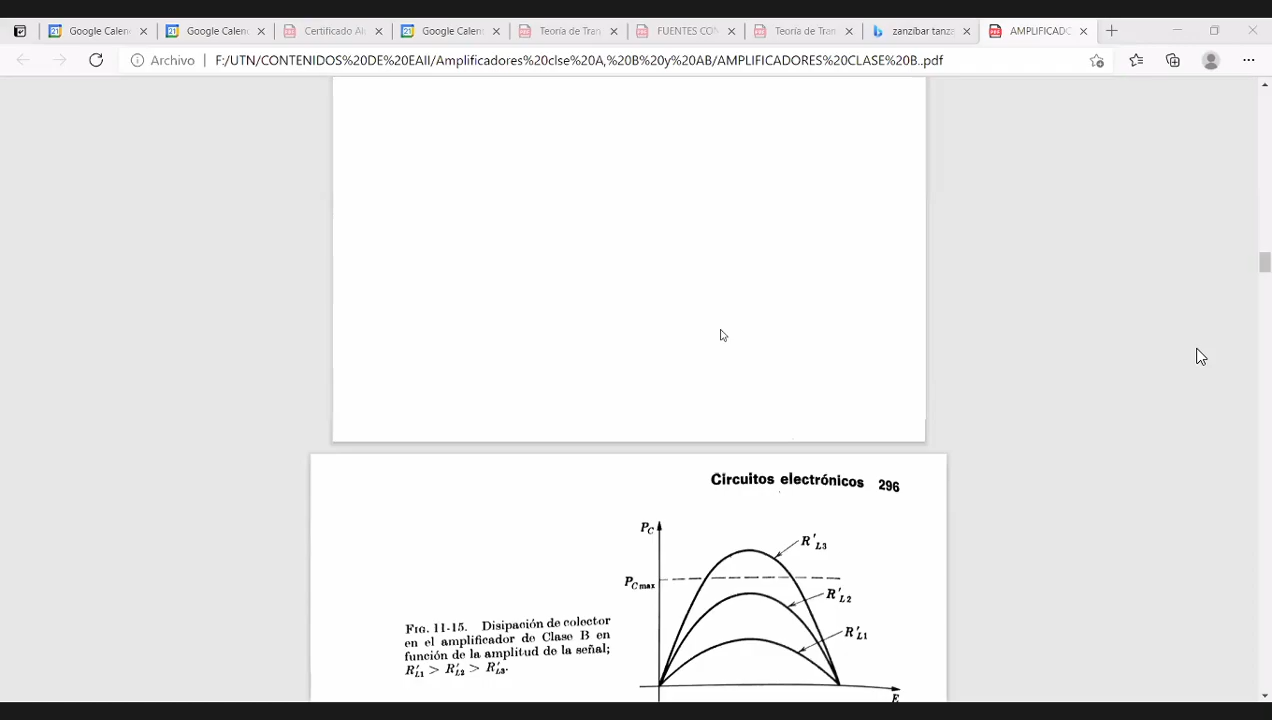 Google Calen
Google Calen
Certificado Al
Google Calen
Teoría de Tran
FUENTES CON
Teoría de Tran
zanzibar tanza
AMPLIFICADO
Archivo
F:/UTN/CONTENIDOS%20DE%20EAII/Amplificadores%20clse%20A,%20B%20y%20AB/AMPLIFICADORES%20CLASE%20B..pdf
Circuitos electrónicos 296
P_C
R'_L3
P_Cmax
R'_L2
R'_L1
FIG. 11-15. Disipación de colector
en el amplificador de Clase B en
función de la amplitud de la señal;
R'_L1 > R'_L2 > R'_L3.
E